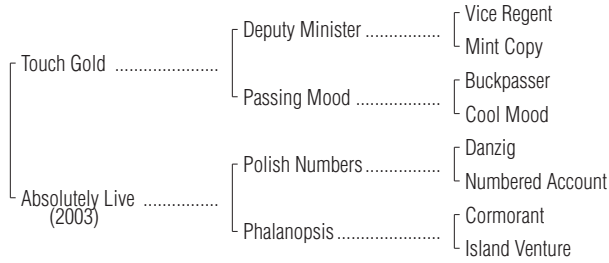 Vice Regent
Deputy Minister ..................
Mint Copy
Touch Gold .....................
Buckpasser
Passing Mood .................
Cool Mood
Danzig
Polish Numbers ................
Numbered Account
Absolutely Live ...............
(2003)
Cormorant
Phalanopsis ....................
Island Venture